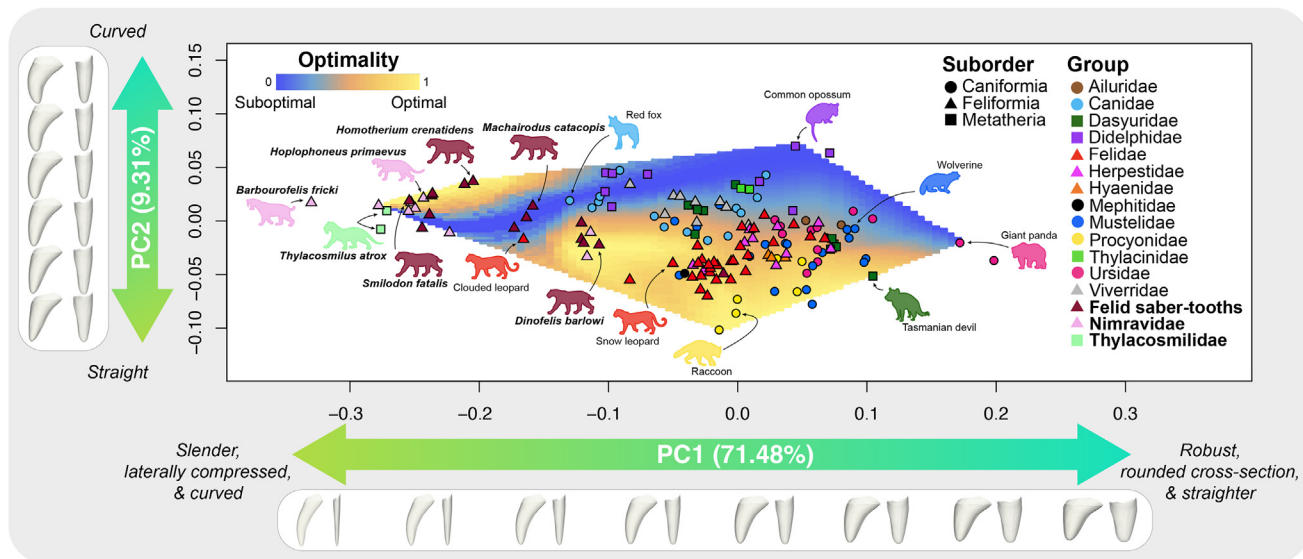 Curved
PC2 (9.31%)
Straight
0.15
0.10
0.05
0.00
−0.05
−0.10
Optimality
0
1
Suboptimal
Optimal
Suborder
Caniformia
Feliformia
Metatheria
Group
Ailuridae
Canidae
Dasyuridae
Didelphidae
Felidae
Herpestidae
Hyaenidae
Mephitidae
Mustelidae
Procyonidae
Thylacinidae
Ursidae
Viverridae
Felid saber-tooths
Nimravidae
Thylacosmilidae
Common opossum
Red fox
Machairodus catacopis
Homotherium crenatidens
Hoplophoneus primaevus
Barbourofelis fricki
Wolverine
Giant panda
Thylacosmilus atrox
Smilodon fatalis
Clouded leopard
Dinofelis barlowi
Snow leopard
Raccoon
Tasmanian devil
−0.3
−0.2
−0.1
0.0
0.1
0.2
0.3
Slender,
laterally compressed,
& curved
PC1 (71.48%)
Robust,
rounded cross-section,
& straighter